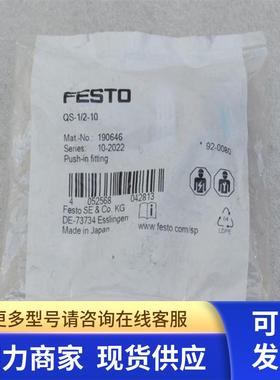 FESTO
QS-1/2-10
Mat.-No.: 190646
Series: 10-2022
Push-in fitting
* 92-0080
4 052568 042813
Festo SE & Co. KG
DE-73734 Esslingen
Made in Japan
www.festo.com/sp
04
LDPE
更多型号请咨询在线客服
力商家 现货供应
可